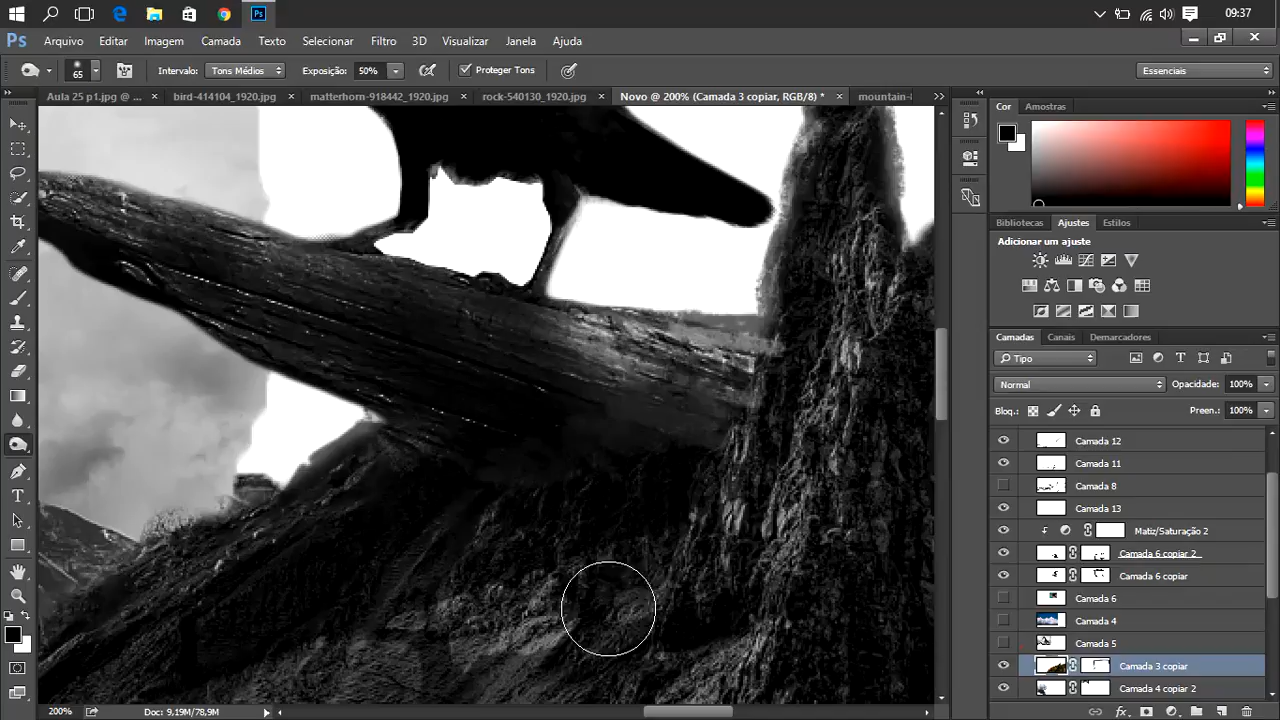 09:37
Ps Arquivo Editar Imagem Camada Texto Selecionar Filtro 3D Visualizar Janela Ajuda
65 Intervalo: Tons Médios Exposição: 50% Proteger Tons Essenciais
Aula 25 p1.jpg @ ... × bird-414104_1920.jpg × matterhorn-918442_1920.jpg × rock-540130_1920.jpg × Novo @ 200% (Camada 3 copiar, RGB/8) * × mountain-
Cor Amostras
Bibliotecas Ajustes Estilos
Adicionar um ajuste
Camadas Canais Demarcadores
Tipo
Normal Opacidade: 100%
Bloq.: Preen.: 100%
Camada 12
Camada 11
Camada 8
Camada 13
Matiz/Saturação 2
Camada 6 copiar 2
Camada 6 copiar
Camada 6
Camada 4
Camada 5
Camada 3 copiar
Camada 4 copiar 2
200% Doc: 9,19M/78,9M